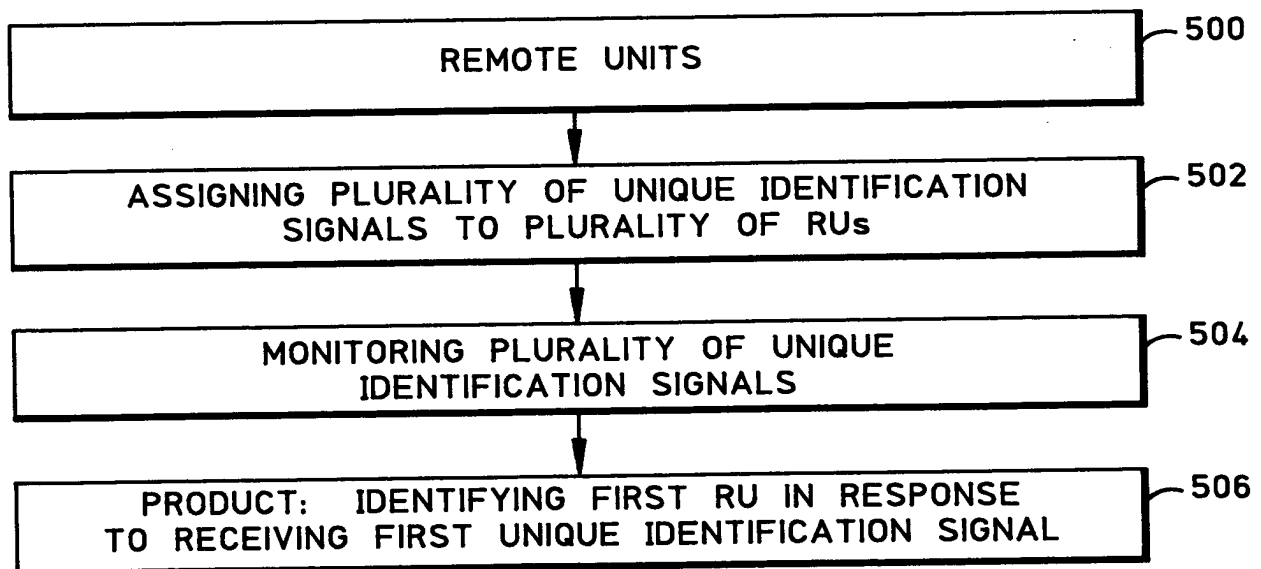 REMOTE UNITS
500
ASSIGNING PLURALITY OF UNIQUE IDENTIFICATION
SIGNALS TO PLURALITY OF RUs
502
MONITORING PLURALITY OF UNIQUE
IDENTIFICATION SIGNALS
504
PRODUCT: IDENTIFYING FIRST RU IN RESPONSE
TO RECEIVING FIRST UNIQUE IDENTIFICATION SIGNAL
506